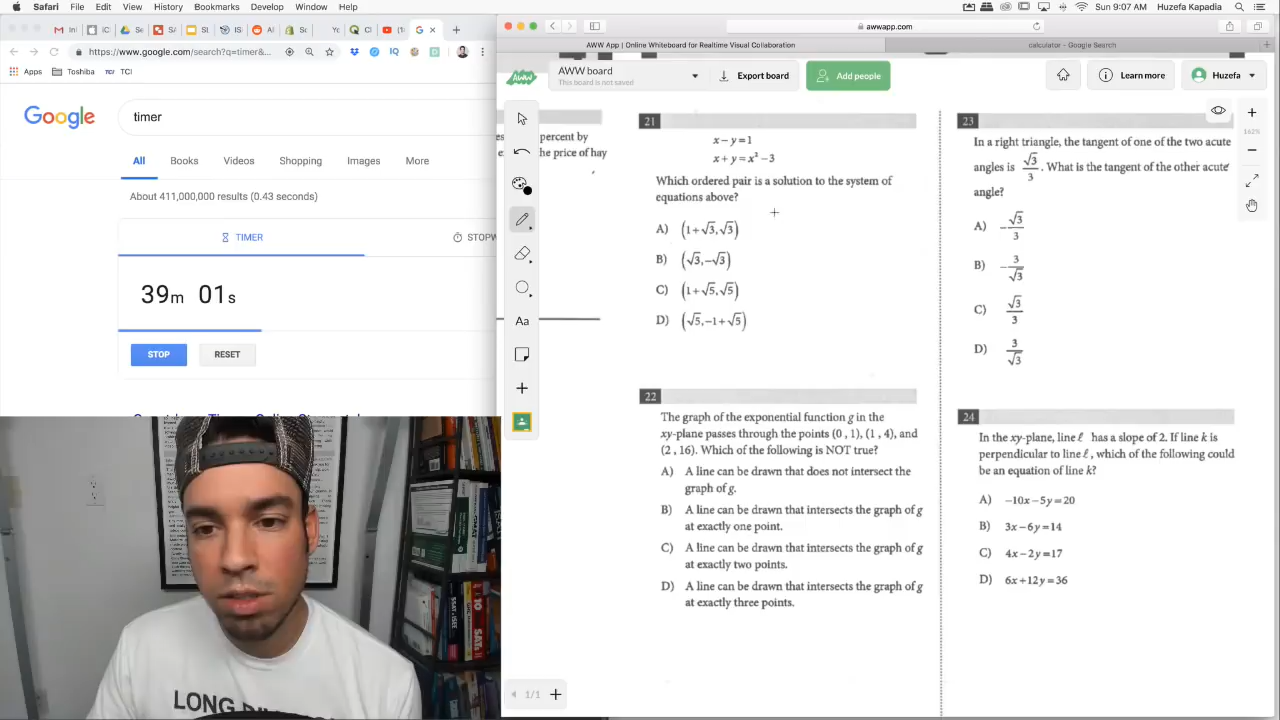 Safari File Edit View History Bookmarks Develop Window Help
Sun 9:07 AM Huzefa Kapadia
https://www.google.com/search?q=timer&...
Apps Toshiba TCI TCI
Google
timer
All Books Videos Shopping Images More
About 411,000,000 results (0.43 seconds)
TIMER
STOPW
39m 01s
STOP RESET
awwapp.com
AWW App | Online Whiteboard for Realtime Visual Collaboration
calculator - Google Search
AWW
AWW board
This board is not saved
Export board
Add people
Learn more
Huzefa
162%
Aa
1/1
percent by
he price of hay
21
x − y = 1
x + y = x² − 3
Which ordered pair is a solution to the system of
equations above?
A) (1+√3, √3)
B) (√3, −√3)
C) (1+√5, √5)
D) (√5, −1+√5)
22
The graph of the exponential function g in the
xy-plane passes through the points (0 , 1), (1 , 4), and
(2 , 16). Which of the following is NOT true?
A) A line can be drawn that does not intersect the
graph of g.
B) A line can be drawn that intersects the graph of g
at exactly one point.
C) A line can be drawn that intersects the graph of g
at exactly two points.
D) A line can be drawn that intersects the graph of g
at exactly three points.
23
In a right triangle, the tangent of one of the two acute
angles is √3/3. What is the tangent of the other acute
angle?
A) −√3/3
B) −3/√3
C) √3/3
D) 3/√3
24
In the xy-plane, line ℓ has a slope of 2. If line k is
perpendicular to line ℓ, which of the following could
be an equation of line k?
A) −10x − 5y = 20
B) 3x − 6y = 14
C) 4x − 2y = 17
D) 6x + 12y = 36
LONG